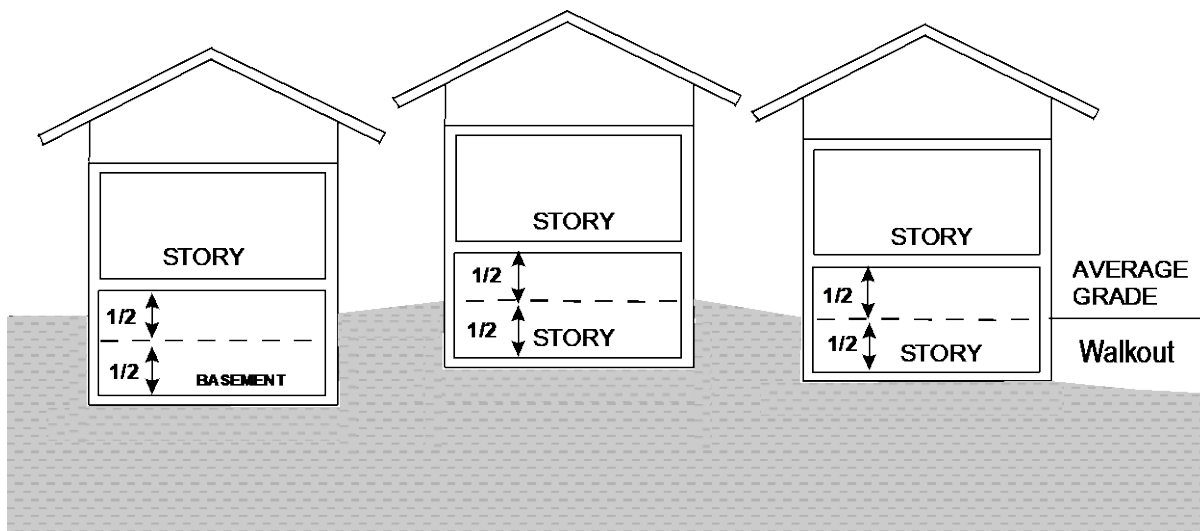 STORY
1/2
1/2
BASEMENT
STORY
1/2
1/2
STORY
STORY
1/2
1/2
STORY
AVERAGE
GRADE
Walkout